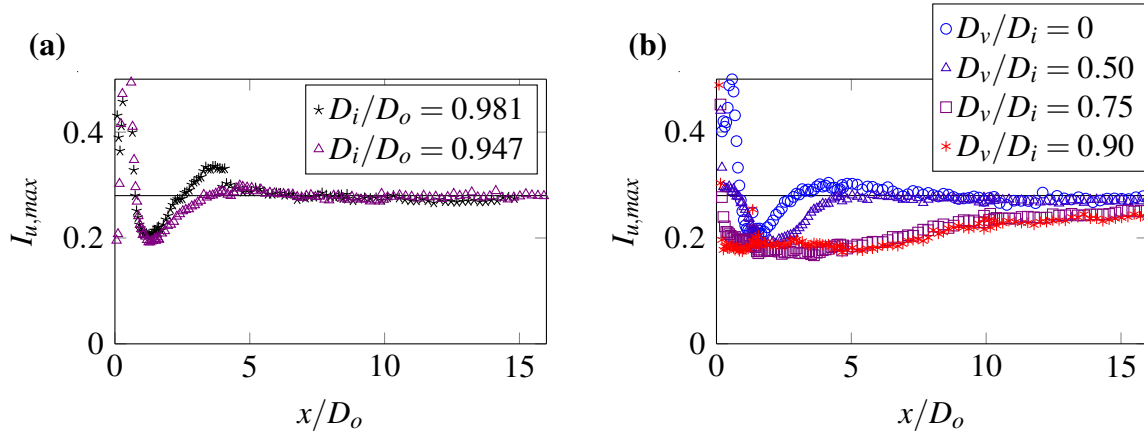 (a)
D_i/D_o = 0.981
D_i/D_o = 0.947
I_{u,max}
0.4
0.2
0
0 5 10 15
x/D_o
(b)
D_v/D_i = 0
D_v/D_i = 0.50
D_v/D_i = 0.75
D_v/D_i = 0.90
I_{u,max}
0.4
0.2
0
0 5 10 15
x/D_o